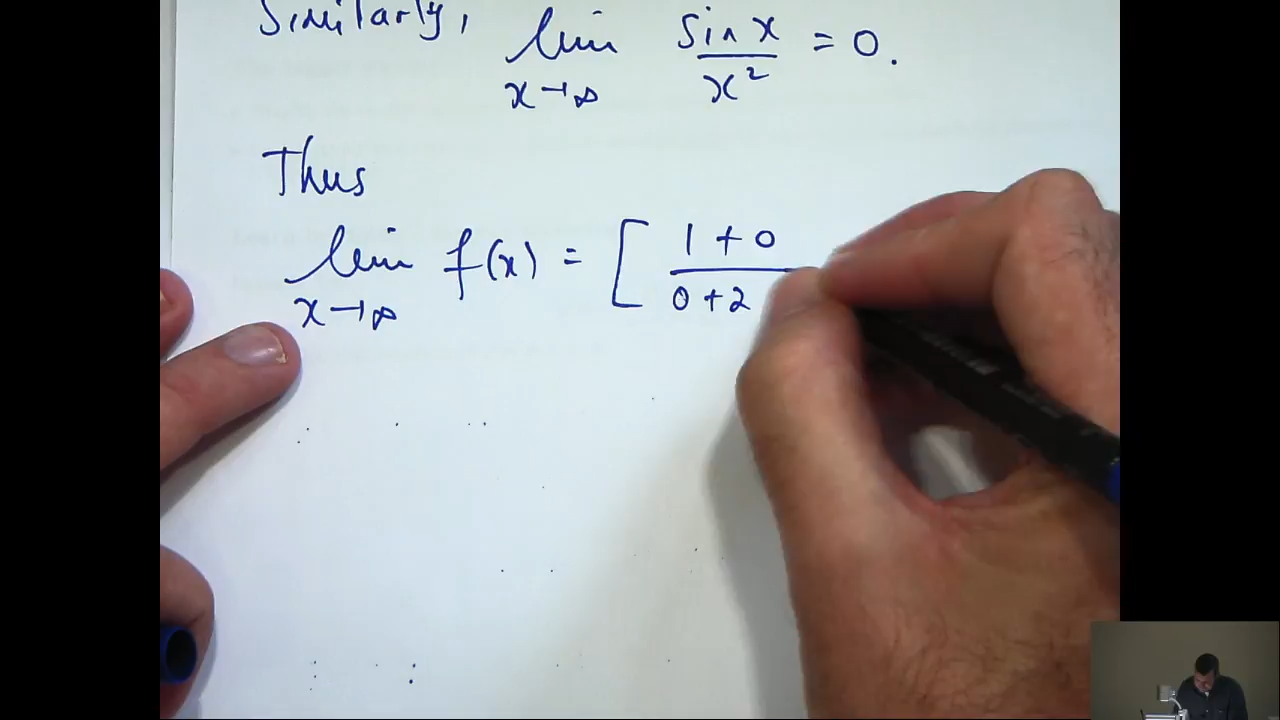 Similarly, lim x→∞ sin x / x² = 0.
Thus
lim x→∞ f(x) = [ 1 + 0 / 0 + 2